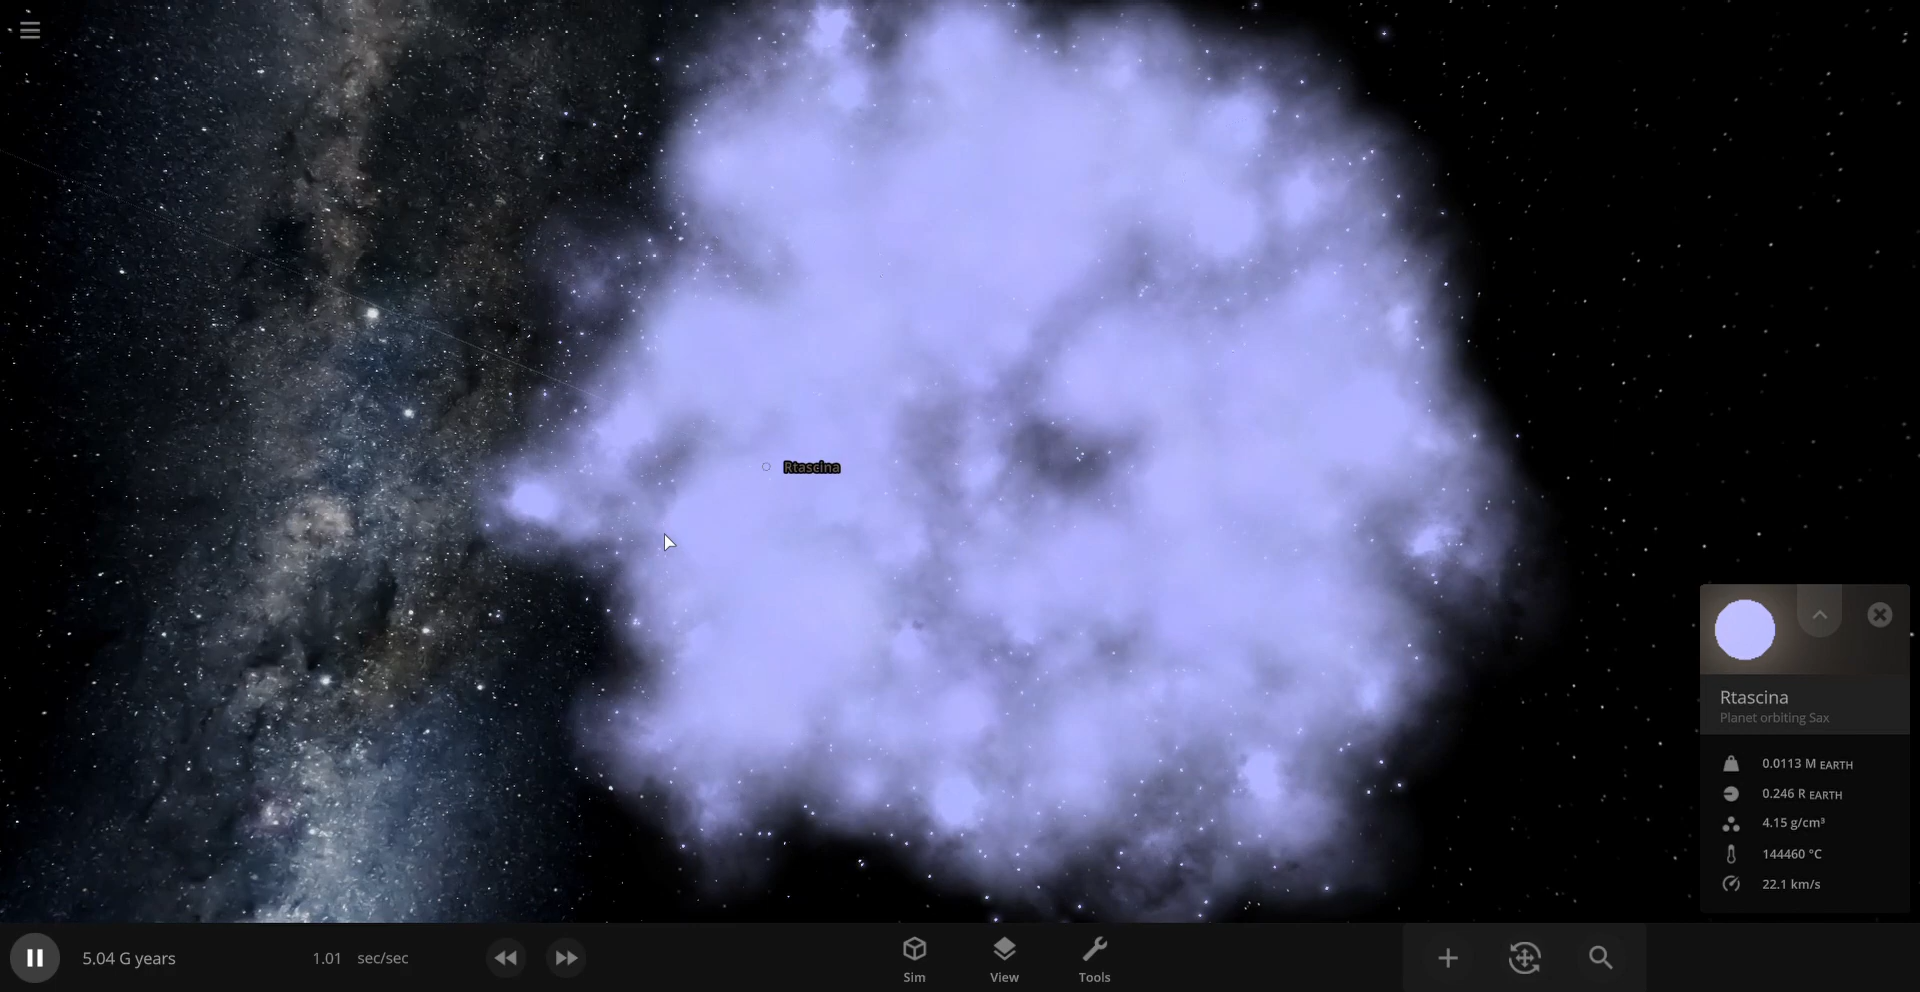 Rtascina
Rtascina
Planet orbiting Sax
0.0113 M EARTH
0.246 R EARTH
4.15 g/cm³
144460 °C
22.1 km/s
5.04 G years
1.01 sec/sec
Sim
View
Tools